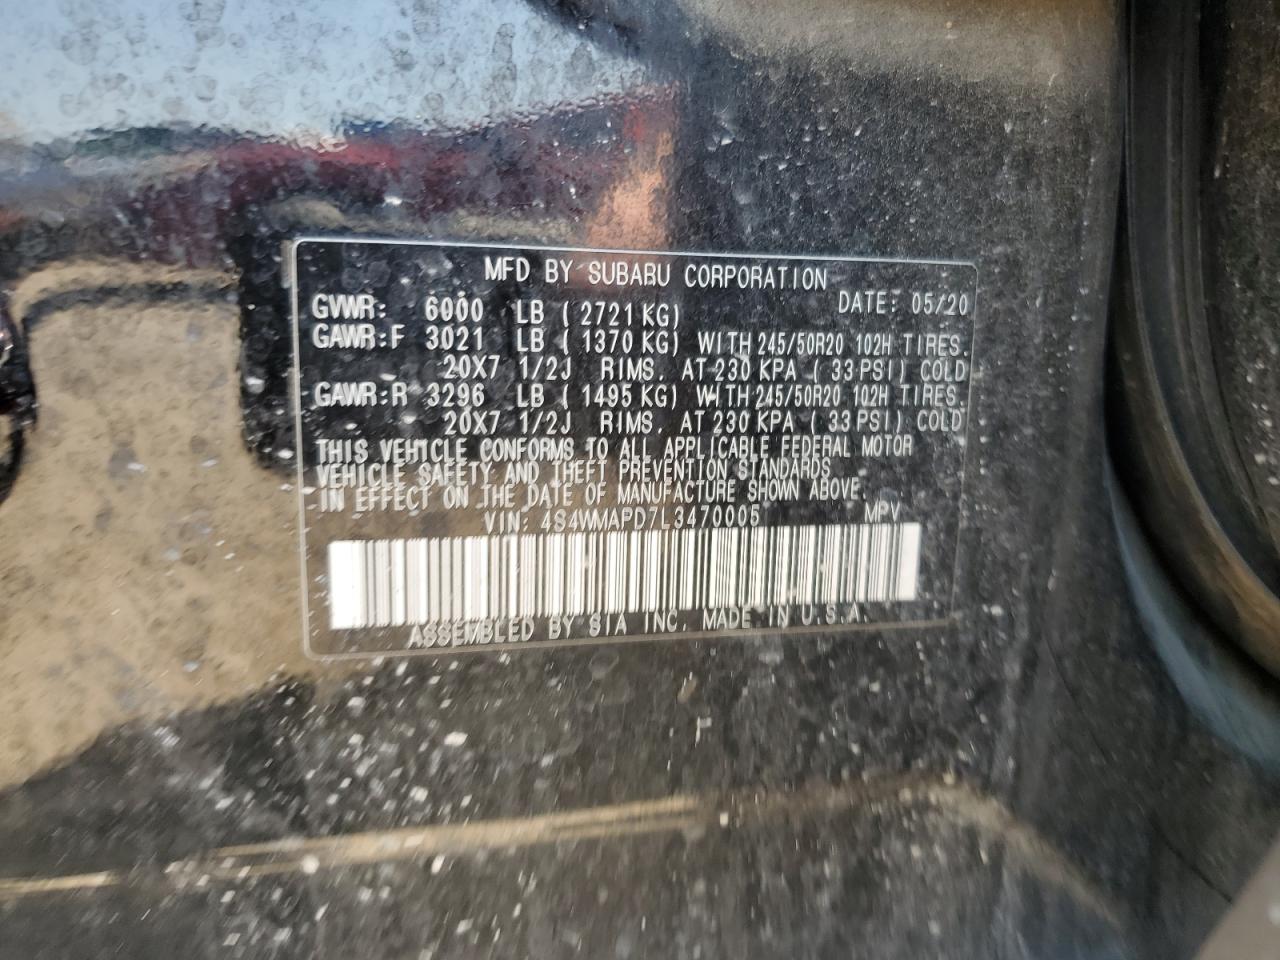 MFD BY SUBARU CORPORATION
GVWR: 6000 LB ( 2721 KG) DATE: 05/20
GAWR:F 3021 LB ( 1370 KG) WITH 245/50R20 102H TIRES.
20X7 1/2J RIMS. AT 230 KPA ( 33 PSI) COLD
GAWR:R 3296 LB ( 1495 KG) WITH 245/50R20 102H TIRES.
20X7 1/2J RIMS. AT 230 KPA ( 33 PSI) COLD
THIS VEHICLE CONFORMS TO ALL APPLICABLE FEDERAL MOTOR
VEHICLE SAFETY AND THEFT PREVENTION STANDARDS
IN EFFECT ON THE DATE OF MANUFACTURE SHOWN ABOVE.
VIN: 4S4WMAPD7L3470005 MPV
ASSEMBLED BY SIA INC. MADE IN U.S.A.